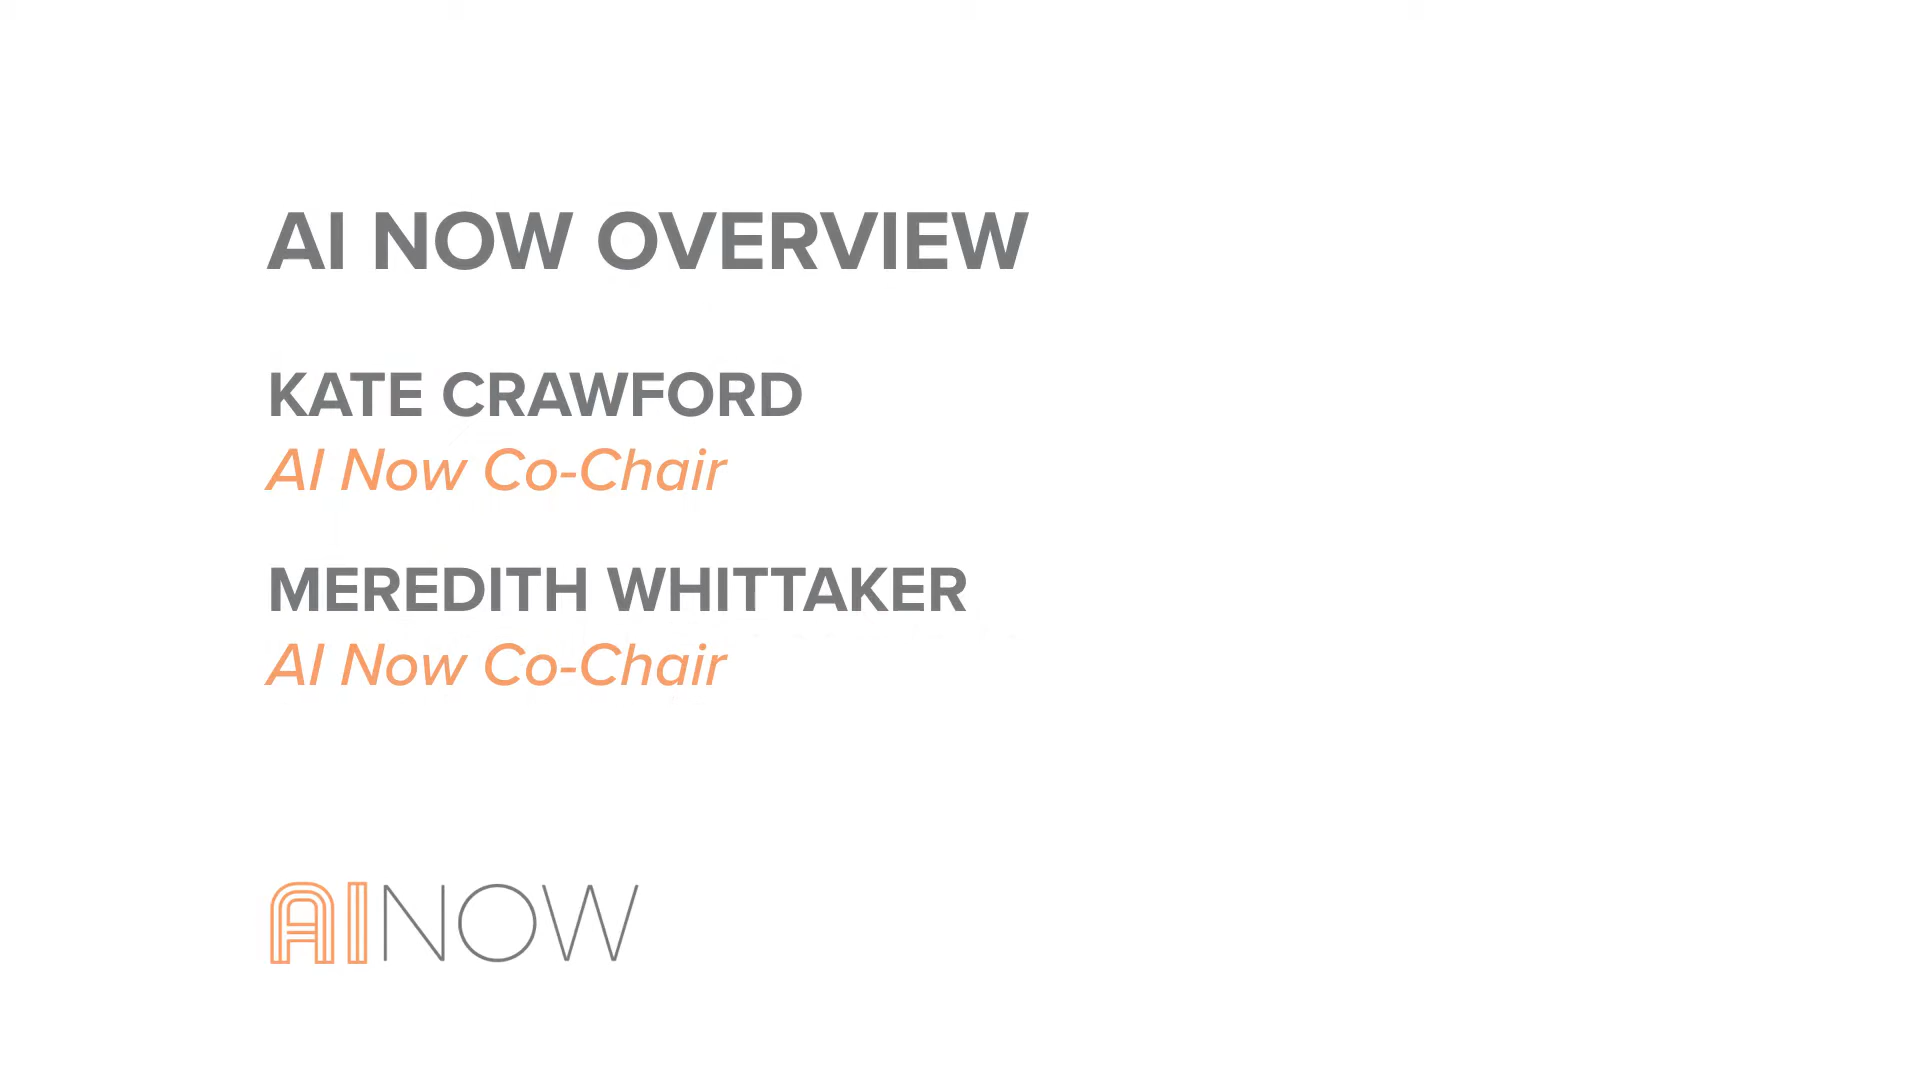 AI NOW OVERVIEW
KATE CRAWFORD
AI Now Co-Chair
MEREDITH WHITTAKER
AI Now Co-Chair
AINOW